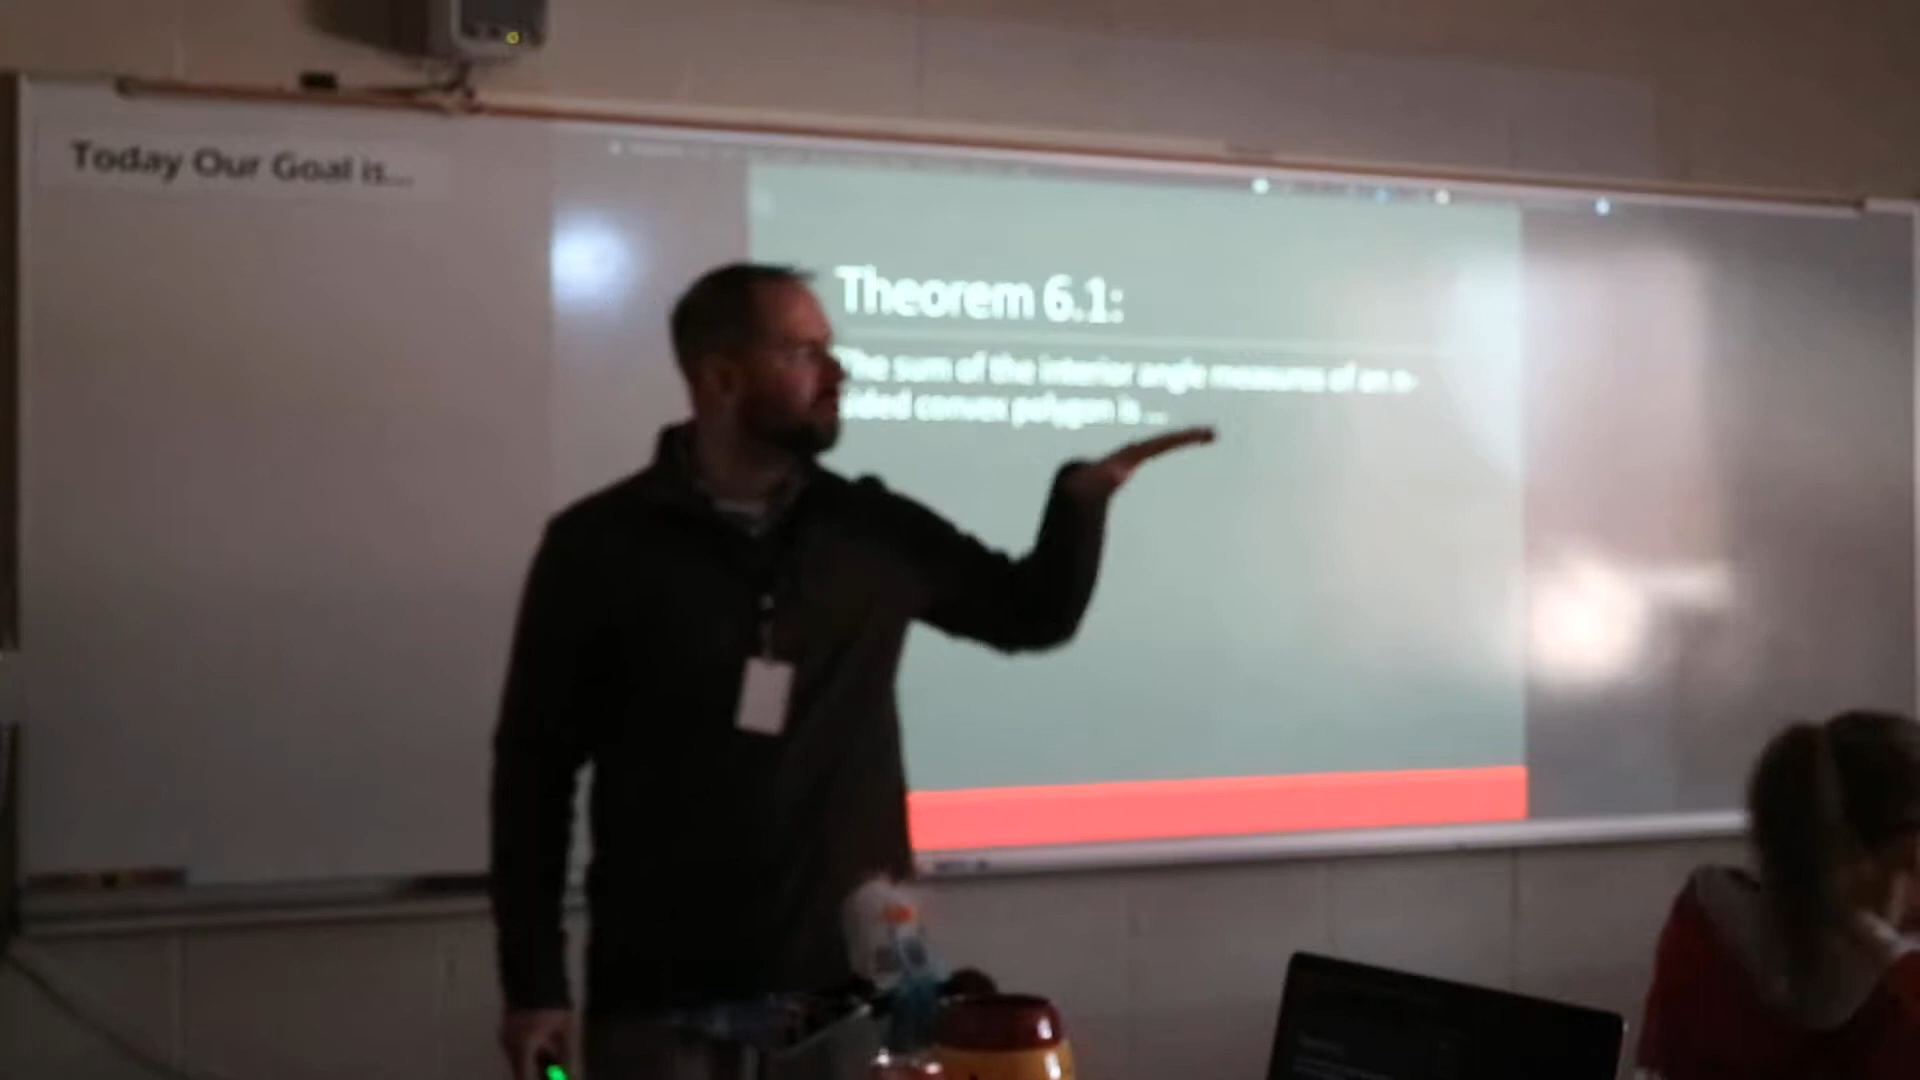 Today Our Goal is...
Theorem 6.1:
The sum of the interior angle measures of an n-
sided convex polygon is ...